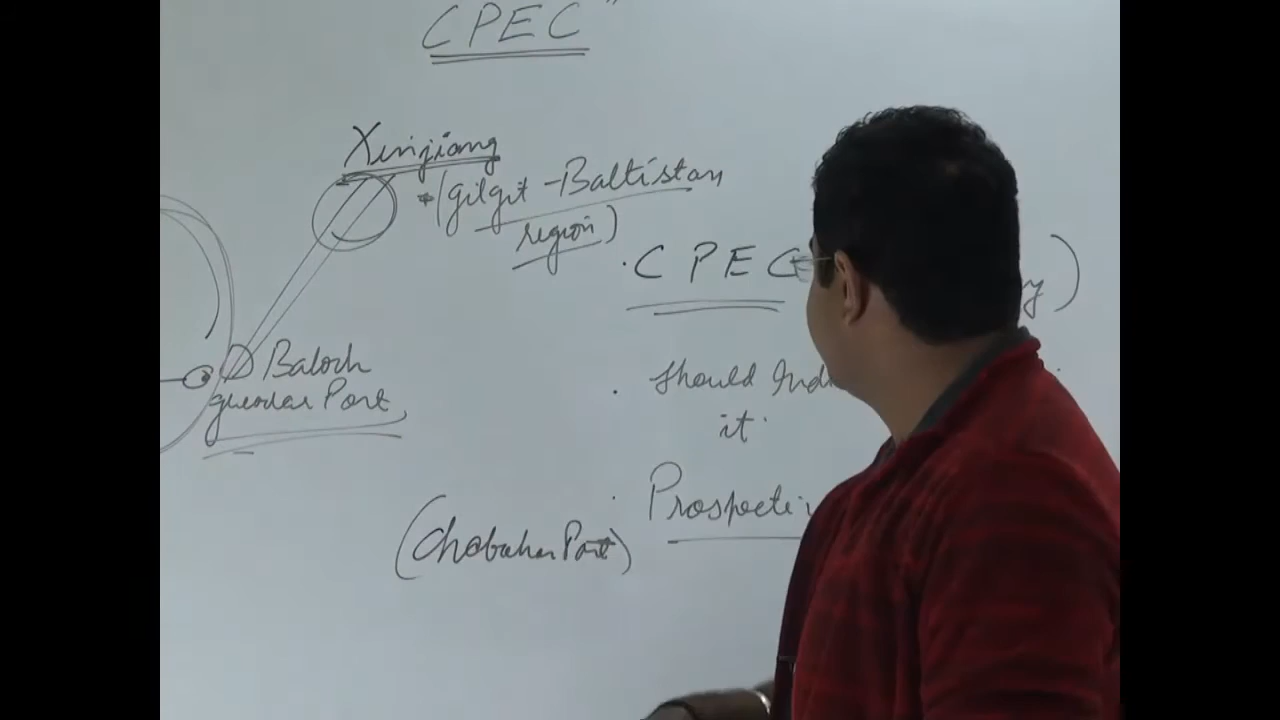 CPEC"
Xinjiang
*(Gilgit-Baltistan
region)
. CPEC
. Should Ind
it.
Baloch
Gwadar Port,
. Prospecti
(Chabahar Port)